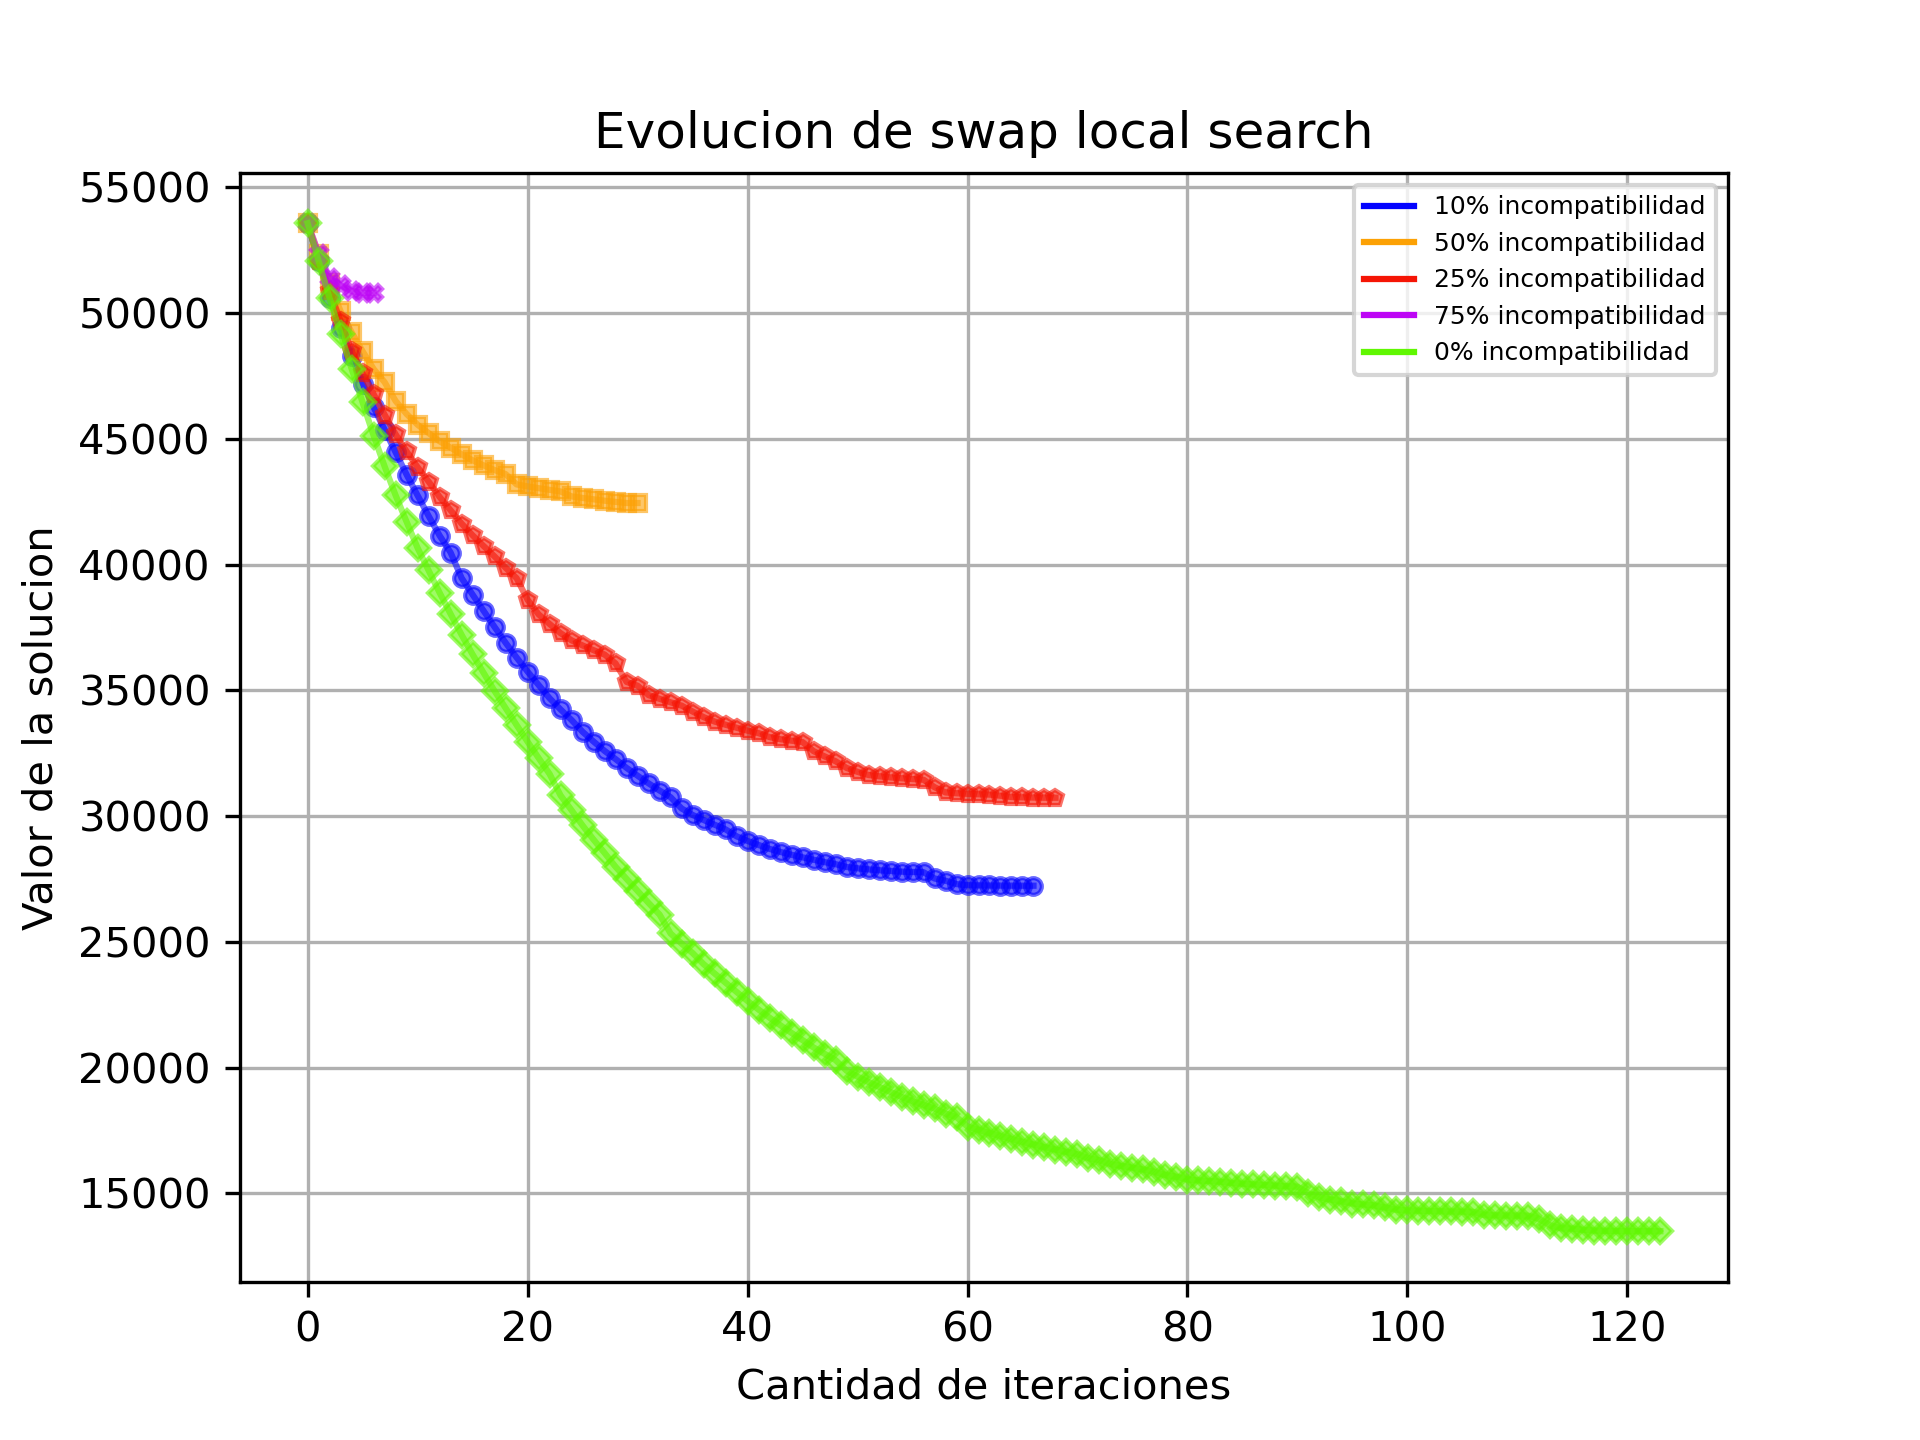 Evolucion de swap local search
10% incompatibilidad
50% incompatibilidad
25% incompatibilidad
75% incompatibilidad
0% incompatibilidad
Valor de la solucion
55000
50000
45000
40000
35000
30000
25000
20000
15000
0 20 40 60 80 100 120
Cantidad de iteraciones